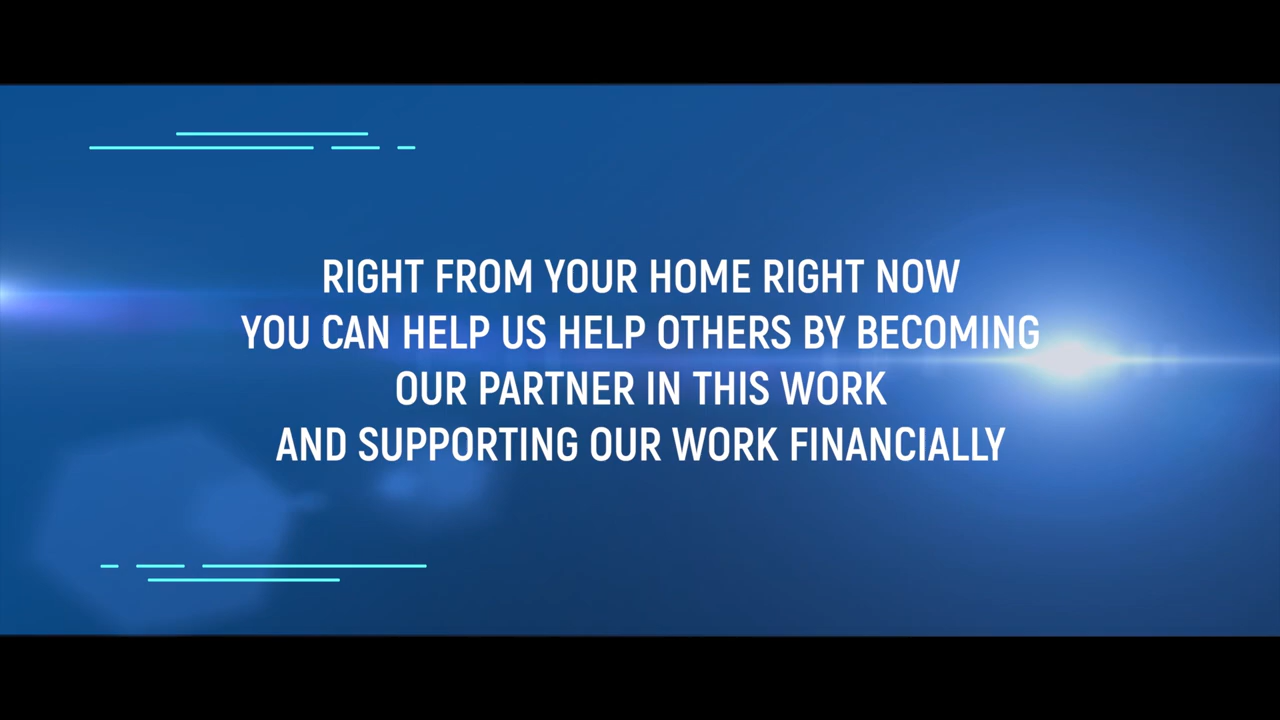 RIGHT FROM YOUR HOME RIGHT NOW
YOU CAN HELP US HELP OTHERS BY BECOMING
OUR PARTNER IN THIS WORK
AND SUPPORTING OUR WORK FINANCIALLY